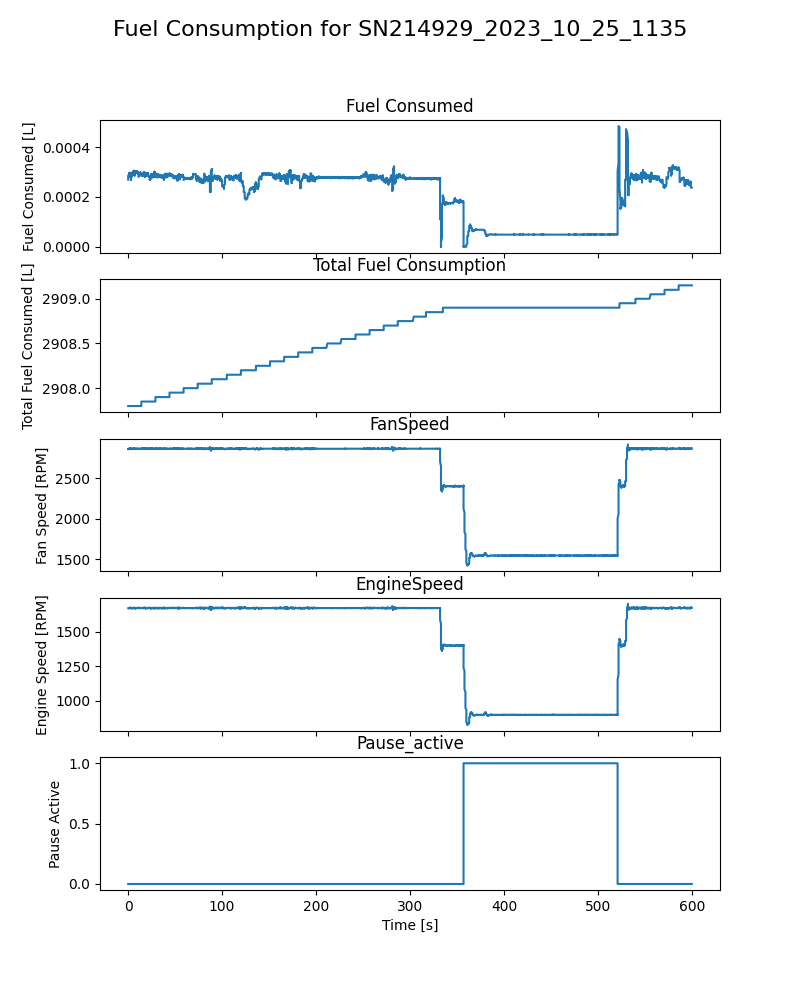 Fuel Consumption for SN214929_2023_10_25_1135
Fuel Consumed
Fuel Consumed [L]
0.0004
0.0002
0.0000
Total Fuel Consumption
Total Fuel Consumed [L]
2909.0
2908.5
2908.0
FanSpeed
Fan Speed [RPM]
2500
2000
1500
EngineSpeed
Engine Speed [RPM]
1500
1250
1000
Pause_active
Pause Active
1.0
0.5
0.0
0 100 200 300 400 500 600
Time [s]